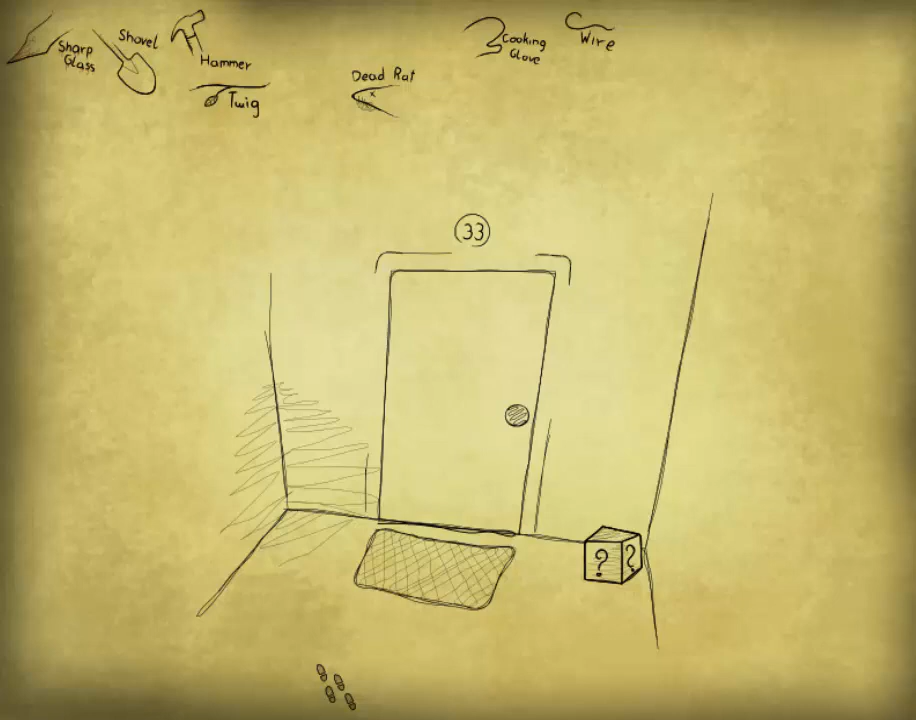 Sharp
Glass
Shovel
Hammer
Twig
Dead Rat
x
Cooking
Glove
Wire
33
? ?